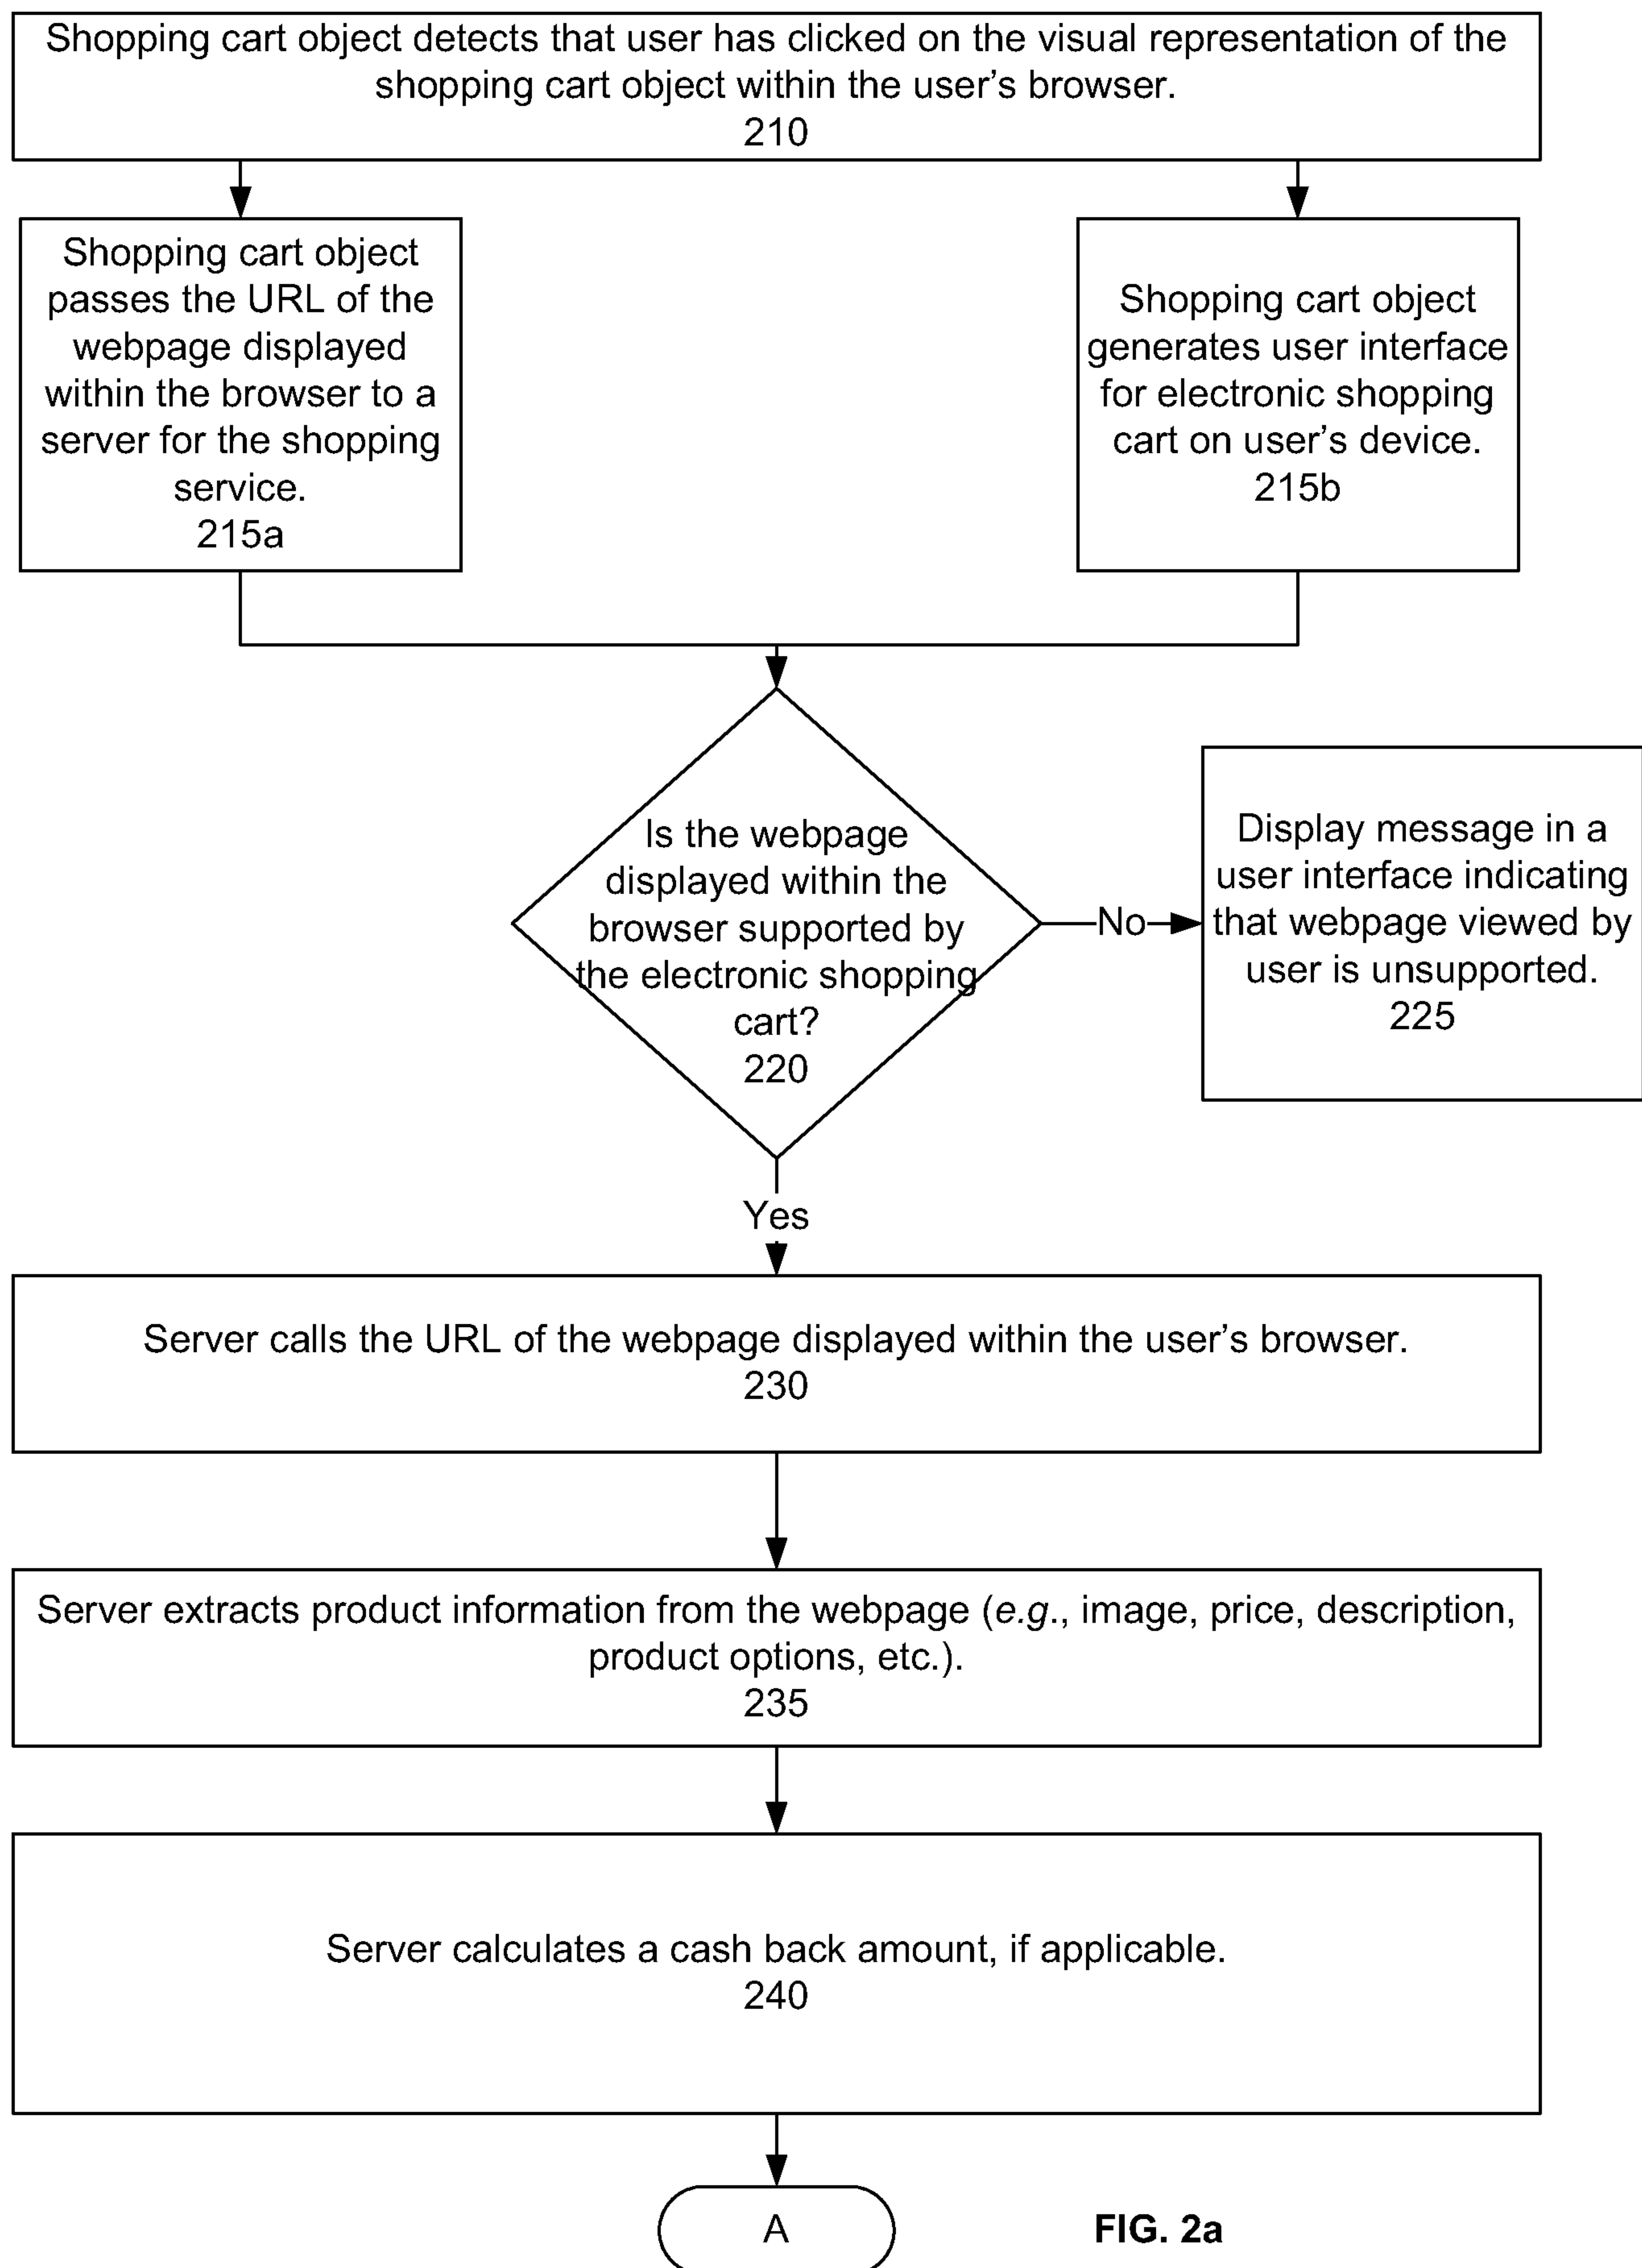 Shopping cart object detects that user has clicked on the visual representation of the
shopping cart object within the user's browser.
210
Shopping cart object
passes the URL of the
webpage displayed
within the browser to a
server for the shopping
service.
215a
Shopping cart object
generates user interface
for electronic shopping
cart on user's device.
215b
Is the webpage
displayed within the
browser supported by
the electronic shopping
cart?
220
No
Display message in a
user interface indicating
that webpage viewed by
user is unsupported.
225
Yes
Server calls the URL of the webpage displayed within the user's browser.
230
Server extracts product information from the webpage (e.g., image, price, description,
product options, etc.).
235
Server calculates a cash back amount, if applicable.
240
A
FIG. 2a